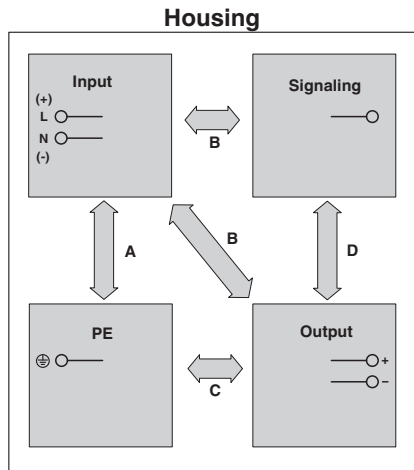 Housing
Input
Signaling
(+)
L
N
(-)
B
A
B
D
PE
Output
+
−
C